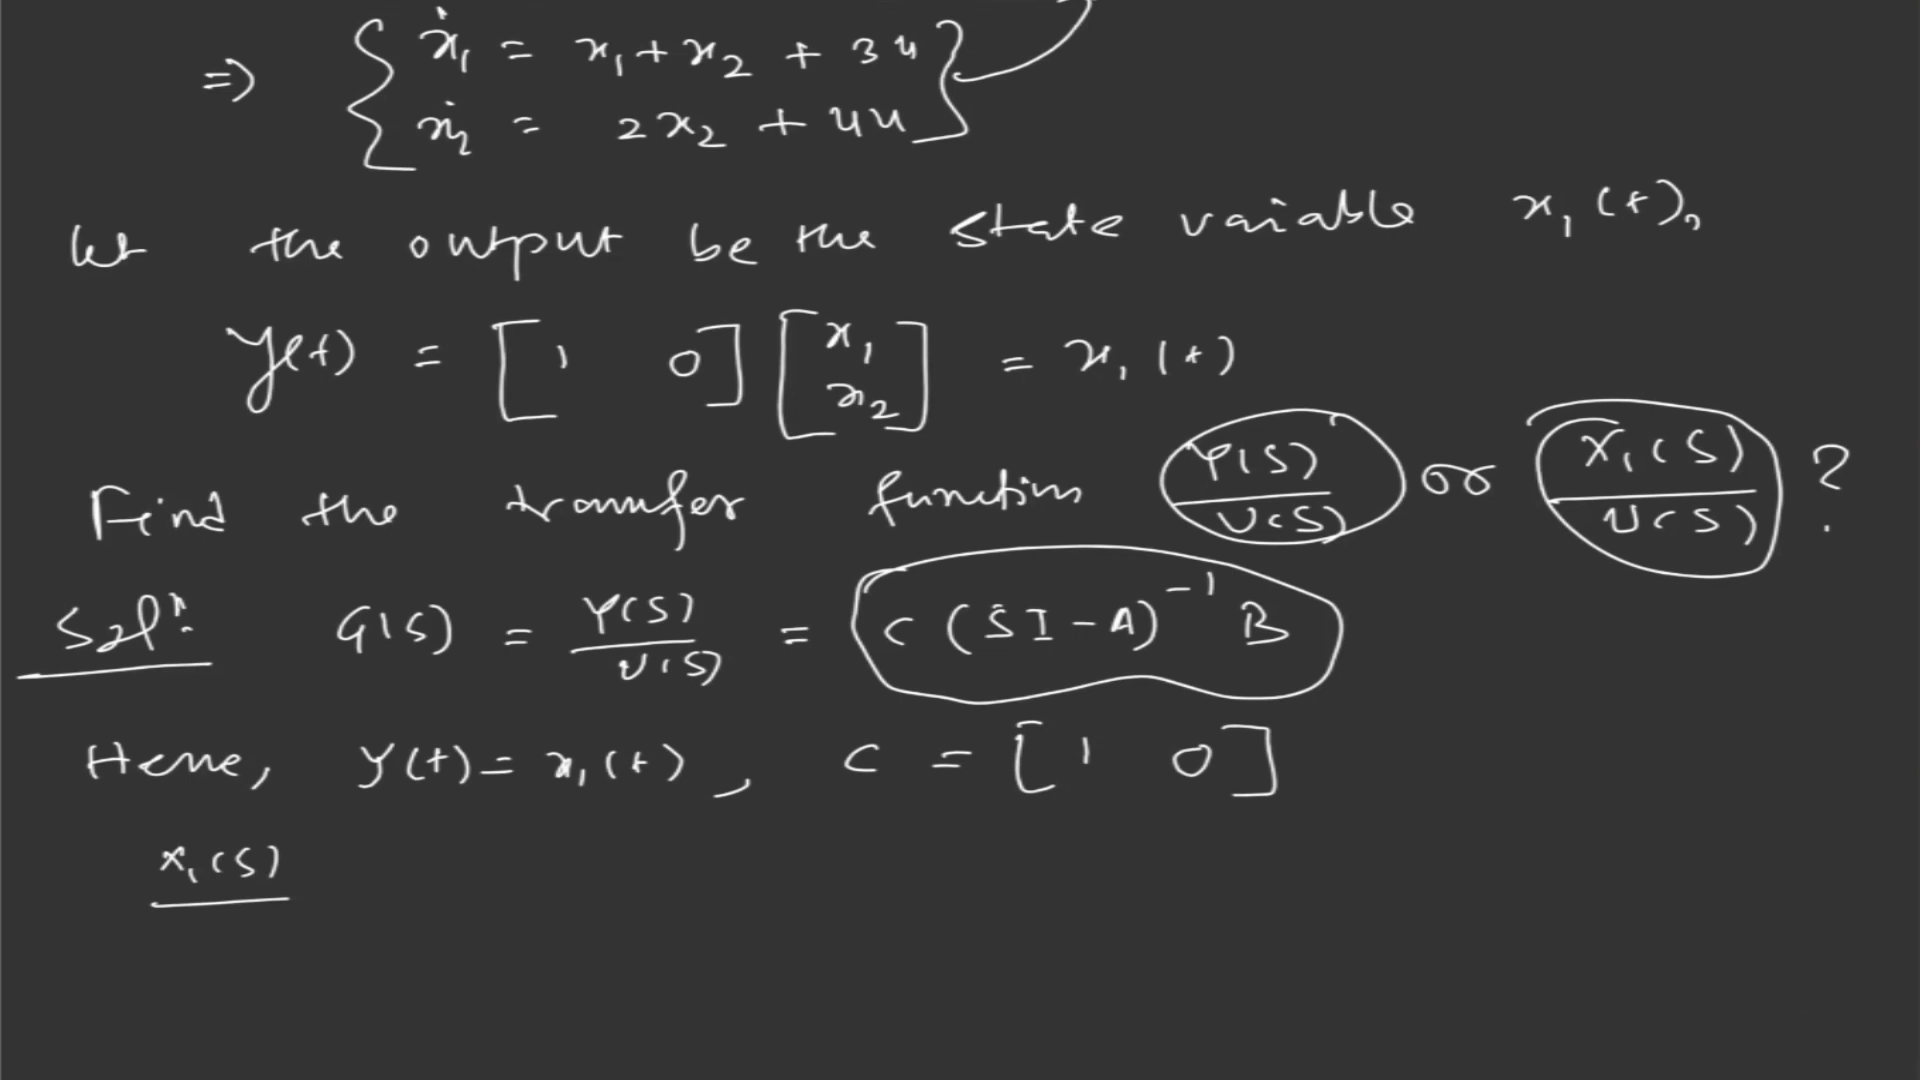 => { ẋ₁ = x₁ + x₂ + 3u
ẋ₂ = 2x₂ + 4u }
let the output be the state variable x₁(t),
y(t) = [1 0] [x₁ x₂] = x₁(t)
Find the transfer function Y(S)/U(S) or X₁(S)/U(S) ?
Solⁿ: G(S) = Y(S)/U(S) = C(SI-A)⁻¹ B
Here, y(t) = x₁(t), C = [1 0]
X₁(S)